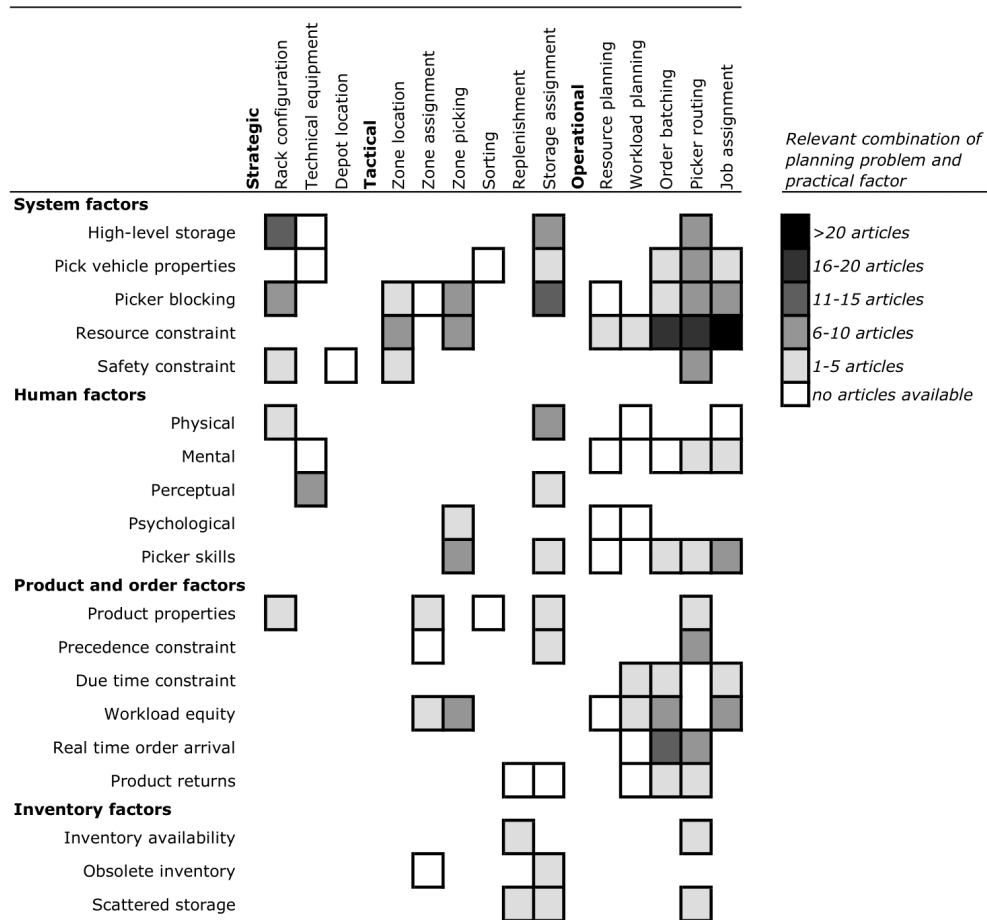 Strategic
Rack configuration
Technical equipment
Depot location
Tactical
Zone location
Zone assignment
Zone picking
Sorting
Replenishment
Storage assignment
Operational
Resource planning
Workload planning
Order batching
Picker routing
Job assignment
Relevant combination of
planning problem and
practical factor
System factors
High-level storage
>20 articles
Pick vehicle properties
16-20 articles
Picker blocking
11-15 articles
Resource constraint
6-10 articles
Safety constraint
1-5 articles
Human factors
no articles available
Physical
Mental
Perceptual
Psychological
Picker skills
Product and order factors
Product properties
Precedence constraint
Due time constraint
Workload equity
Real time order arrival
Product returns
Inventory factors
Inventory availability
Obsolete inventory
Scattered storage